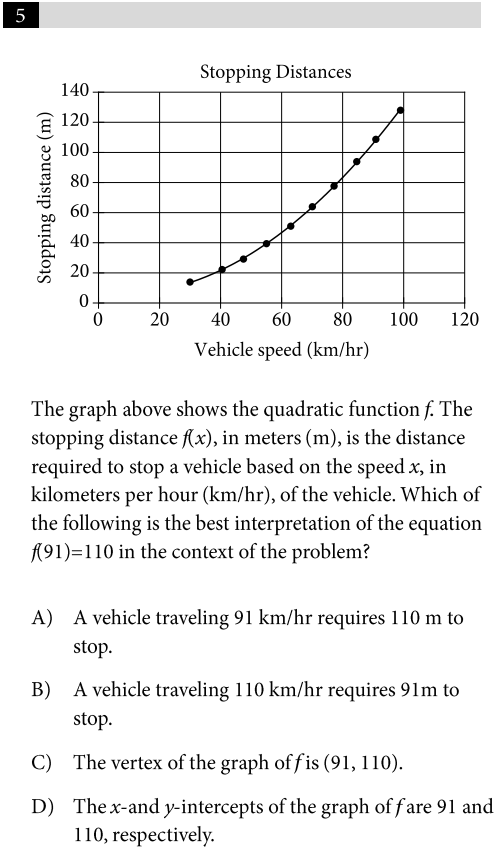 5
Stopping Distances
Stopping distance (m)
140
120
100
80
60
40
20
0
0 20 40 60 80 100 120
Vehicle speed (km/hr)
The graph above shows the quadratic function f. The
stopping distance f(x), in meters (m), is the distance
required to stop a vehicle based on the speed x, in
kilometers per hour (km/hr), of the vehicle. Which of
the following is the best interpretation of the equation
f(91)=110 in the context of the problem?
A) A vehicle traveling 91 km/hr requires 110 m to
stop.
B) A vehicle traveling 110 km/hr requires 91m to
stop.
C) The vertex of the graph of f is (91, 110).
D) The x-and y-intercepts of the graph of f are 91 and
110, respectively.